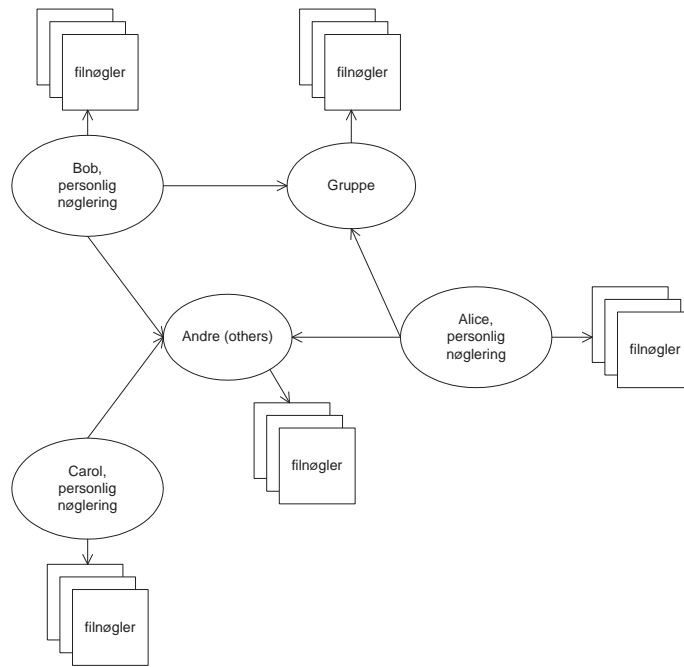 filnøgler
filnøgler
Bob,
personlig
nøglering
Gruppe
Andre (others)
Alice,
personlig
nøglering
filnøgler
filnøgler
Carol,
personlig
nøglering
filnøgler